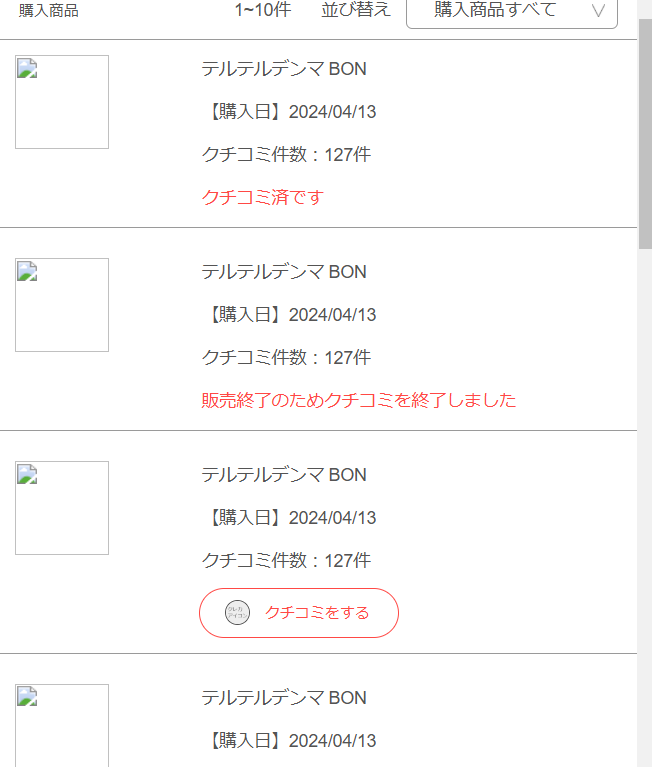 購入商品 1~10件 並び替え 購入商品すべて
テルテルデンマ BON
【購入日】2024/04/13
クチコミ件数：127件
クチコミ済です
テルテルデンマ BON
【購入日】2024/04/13
クチコミ件数：127件
販売終了のためクチコミを終了しました
テルテルデンマ BON
【購入日】2024/04/13
クチコミ件数：127件
クチコミをする
テルテルデンマ BON
【購入日】2024/04/13